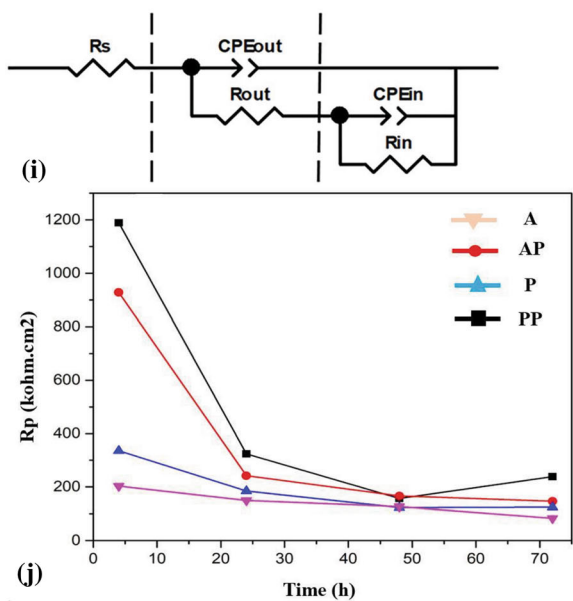 Rs
CPEout
Rout
CPEin
Rin
(i)
A
AP
P
PP
Rp (kohm.cm2)
1200
1000
800
600
400
200
0
0 10 20 30 40 50 60 70
Time (h)
(j)